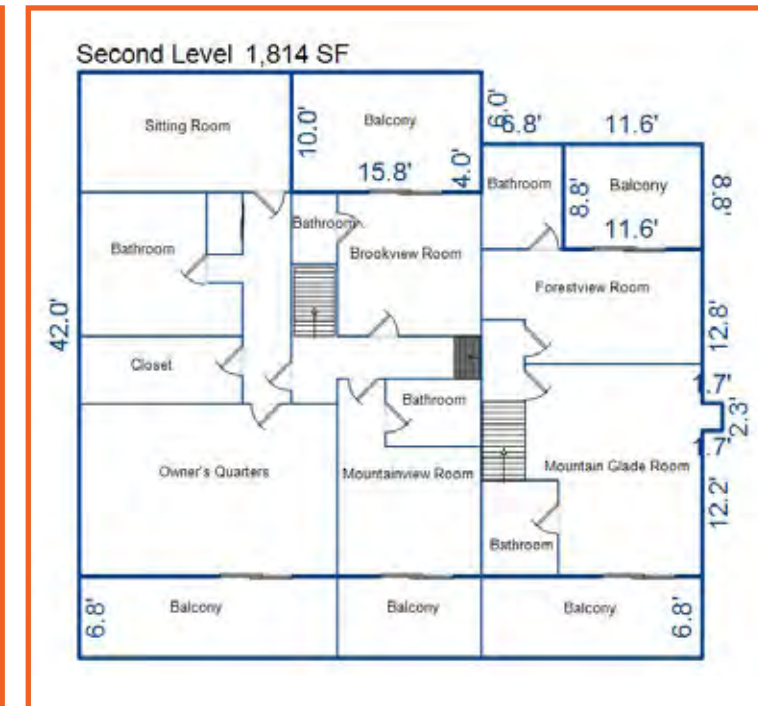 Second Level 1,814 SF
Sitting Room
10.0'
Balcony
6.0'
6.8'
11.6'
15.8'
4.0'
Bathroom
8.8'
Balcony
8.8'
Bathroom
Bathroom
11.6'
Brookview Room
Forestview Room
42.0'
12.8'
Closet
1.7'
Bathroom
2.3'
Owner's Quarters
Mountainview Room
Mountain Glade Room
1.7'
12.2'
Bathroom
6.8'
Balcony
Balcony
Balcony
6.8'